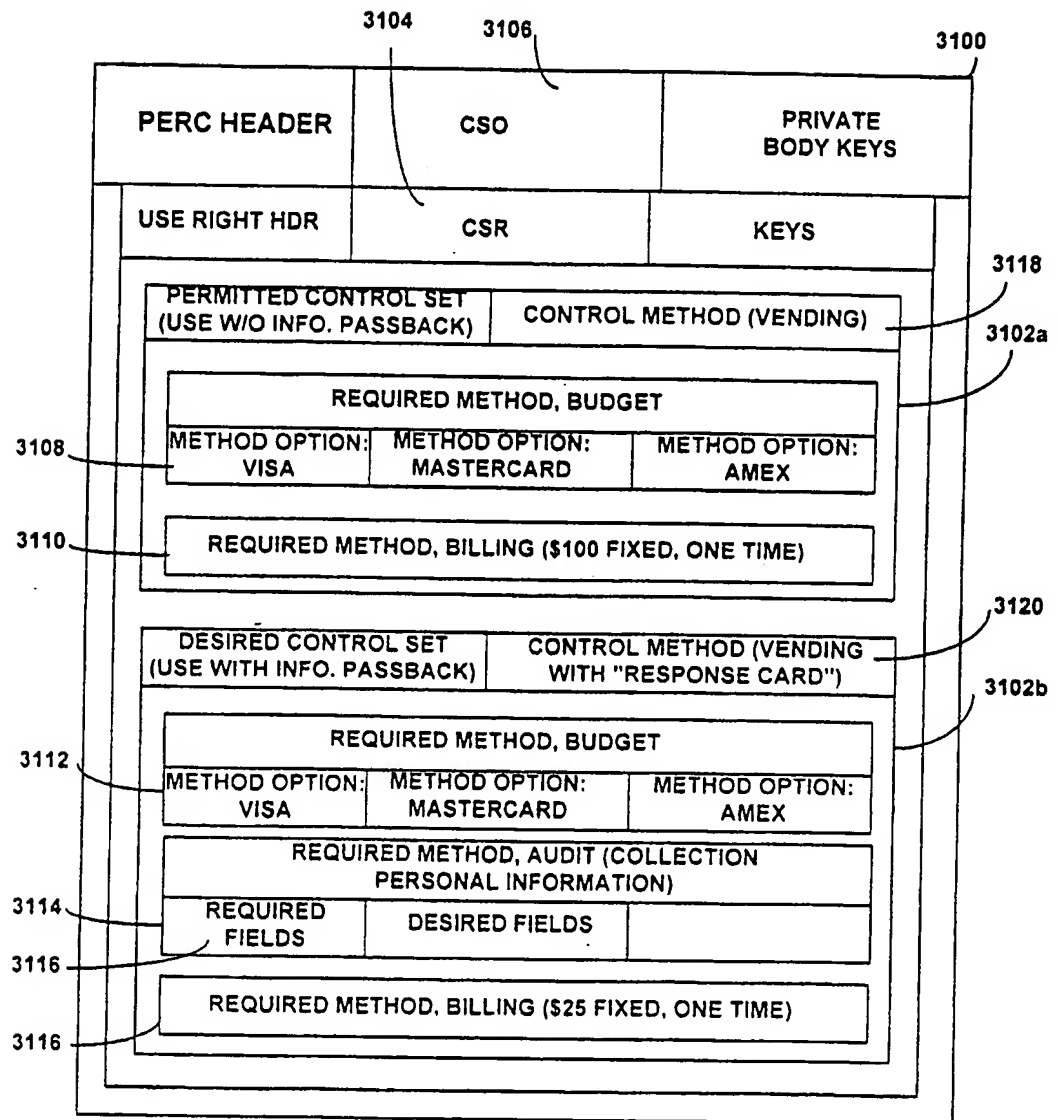 3104
3106
3100
PERC HEADER
CSO
PRIVATE
BODY KEYS
USE RIGHT HDR
CSR
KEYS
3118
PERMITTED CONTROL SET
(USE W/O INFO. PASSBACK)
CONTROL METHOD (VENDING)
3102a
REQUIRED METHOD, BUDGET
3108
METHOD OPTION:
VISA
METHOD OPTION:
MASTERCARD
METHOD OPTION:
AMEX
3110
REQUIRED METHOD, BILLING ($100 FIXED, ONE TIME)
3120
DESIRED CONTROL SET
(USE WITH INFO. PASSBACK)
CONTROL METHOD (VENDING
WITH "RESPONSE CARD")
3102b
REQUIRED METHOD, BUDGET
3112
METHOD OPTION:
VISA
METHOD OPTION:
MASTERCARD
METHOD OPTION:
AMEX
REQUIRED METHOD, AUDIT (COLLECTION
PERSONAL INFORMATION)
3114
REQUIRED
FIELDS
DESIRED FIELDS
3116
REQUIRED METHOD, BILLING ($25 FIXED, ONE TIME)
3116